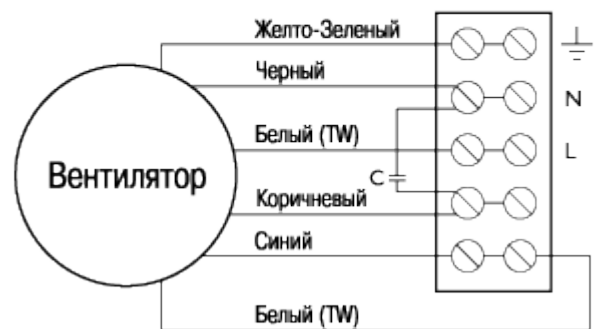 Желто-Зеленый
Черный
N
Белый (TW)
L
Вентилятор
C
Коричневый
Синий
Белый (TW)